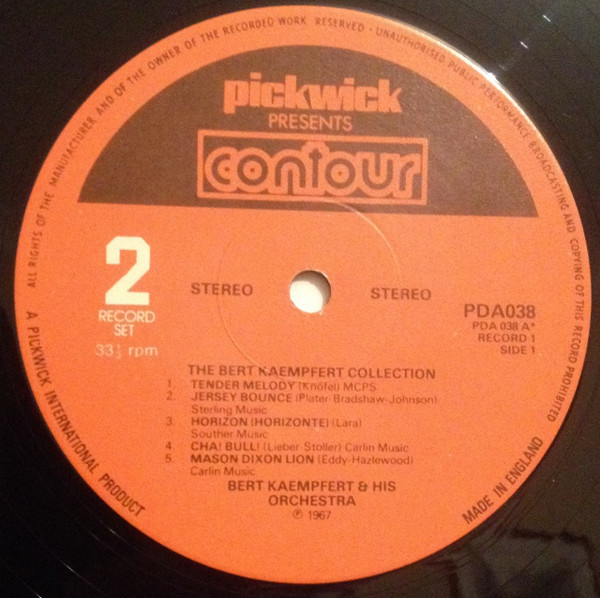 ALL RIGHTS OF THE MANUFACTURER AND OF THE OWNER OF THE RECORDED WORK RESERVED - UNAUTHORISED PUBLIC PERFORMANCE, BROADCASTING AND COPYING OF THIS RECORD PROHIBITED
pickwick
PRESENTS
contour
2
RECORD
SET
33⅓ rpm
STEREO STEREO
PDA038
PDA 038 A*
RECORD 1
SIDE 1
THE BERT KAEMPFERT COLLECTION
1. TENDER MELODY (Knöfel) MCPS
2. JERSEY BOUNCE (Plater-Bradshaw-Johnson)
Sterling Music
3. HORIZON (HORIZONTE) (Lara)
Souther Music
4. CHA! BULL! (Lieber-Stoller) Carlin Music
5. MASON DIXON LION (Eddy-Hazlewood)
Carlin Music
BERT KAEMPFERT & HIS
ORCHESTRA
℗ 1967
A PICKWICK INTERNATIONAL PRODUCT
MADE IN ENGLAND